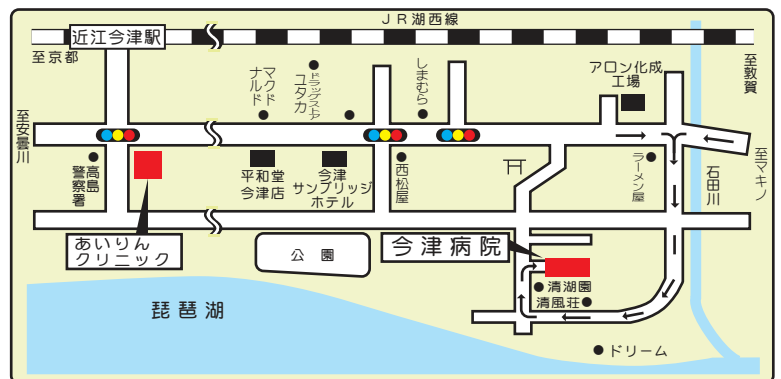 JR湖西線
近江今津駅
至京都
至敦賀
アロン化成
工場
マクド
ナルド
ドラッグストア
ユタカ
しまむら
至安曇川
至マキノ
石田川
ラーメン屋
高島
警察署
平和堂
今津店
今津
サンブリッジ
ホテル
西松屋
あいりん
クリニック
公園
今津病院
清湖園
清風荘
琵琶湖
ドリーム